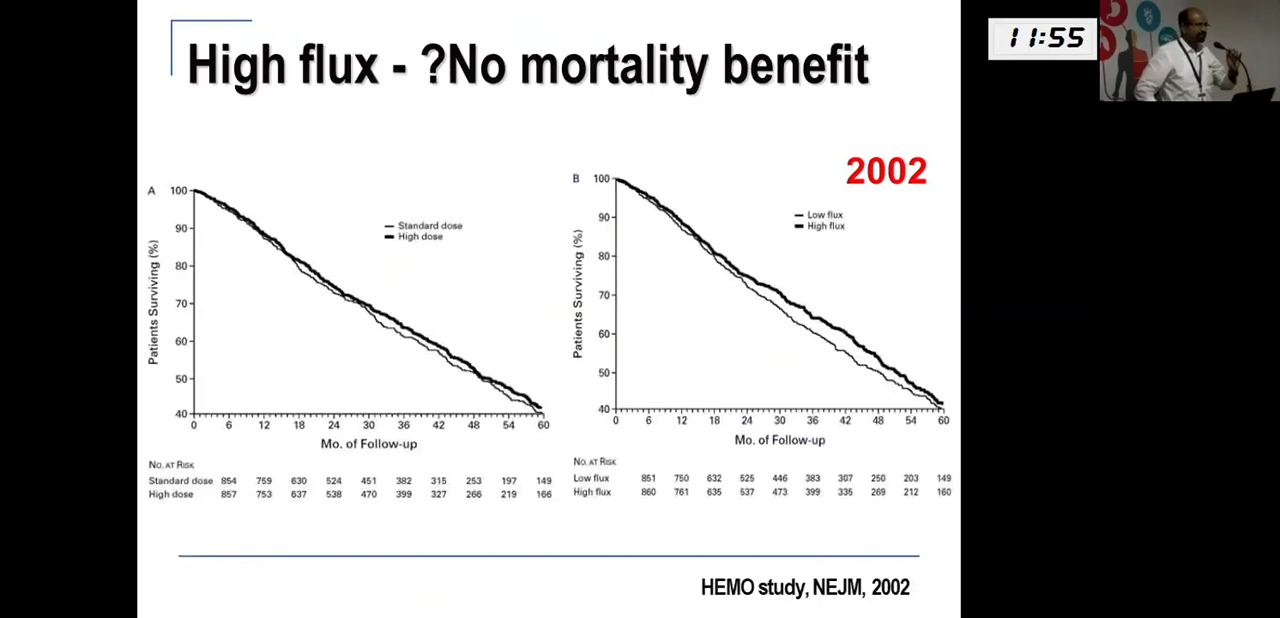 High flux - ?No mortality benefit
11:55
2002
A
100
90
80
70
60
50
40
Patients Surviving (%)
Standard dose
High dose
0 6 12 18 24 30 36 42 48 54 60
Mo. of Follow-up
No. at Risk
Standard dose 854 759 630 524 451 382 315 253 197 149
High dose 857 753 637 538 470 399 327 266 219 166
B
100
90
80
70
60
50
40
Patients Surviving (%)
Low flux
High flux
0 6 12 18 24 30 36 42 48 54 60
Mo. of Follow-up
No. at Risk
Low flux 851 750 632 525 446 383 307 250 203 149
High flux 860 761 635 537 473 399 335 269 212 160
HEMO study, NEJM, 2002